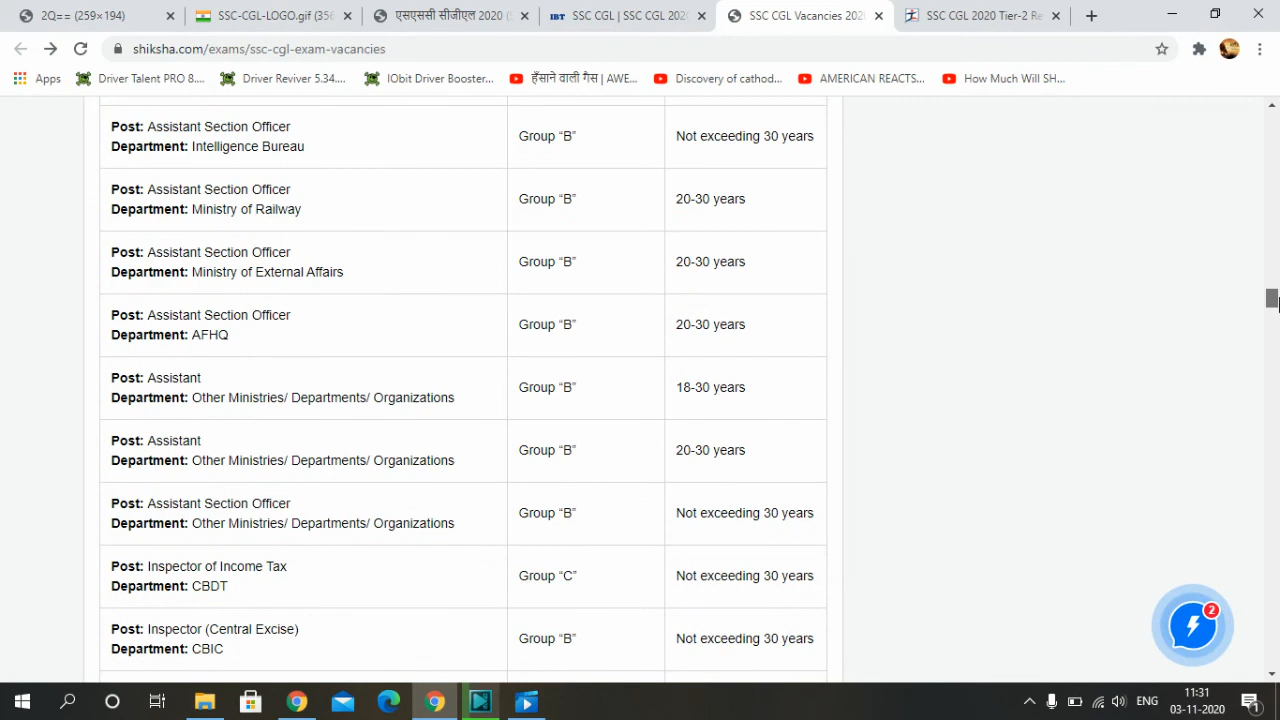 2Q== (259×194)
SSC-CGL-LOGO.gif (356
एसएससी सीजीएल 2020 (
IBT SSC CGL | SSC CGL 2020
SSC CGL Vacancies 202
SSC CGL 2020 Tier-2 Re
shiksha.com/exams/ssc-cgl-exam-vacancies
Apps
Driver Talent PRO 8....
Driver Reviver 5.34....
IObit Driver Booster...
हँसाने वाली गैस | AWE...
Discovery of cathod...
AMERICAN REACTS...
How Much Will SH...
Post: Assistant Section Officer
Department: Intelligence Bureau
Group “B”
Not exceeding 30 years
Post: Assistant Section Officer
Department: Ministry of Railway
Group “B”
20-30 years
Post: Assistant Section Officer
Department: Ministry of External Affairs
Group “B”
20-30 years
Post: Assistant Section Officer
Department: AFHQ
Group “B”
20-30 years
Post: Assistant
Department: Other Ministries/ Departments/ Organizations
Group “B”
18-30 years
Post: Assistant
Department: Other Ministries/ Departments/ Organizations
Group “B”
20-30 years
Post: Assistant Section Officer
Department: Other Ministries/ Departments/ Organizations
Group “B”
Not exceeding 30 years
Post: Inspector of Income Tax
Department: CBDT
Group “C”
Not exceeding 30 years
Post: Inspector (Central Excise)
Department: CBIC
Group “B”
Not exceeding 30 years
2
ENG
11:31
03-11-2020
1